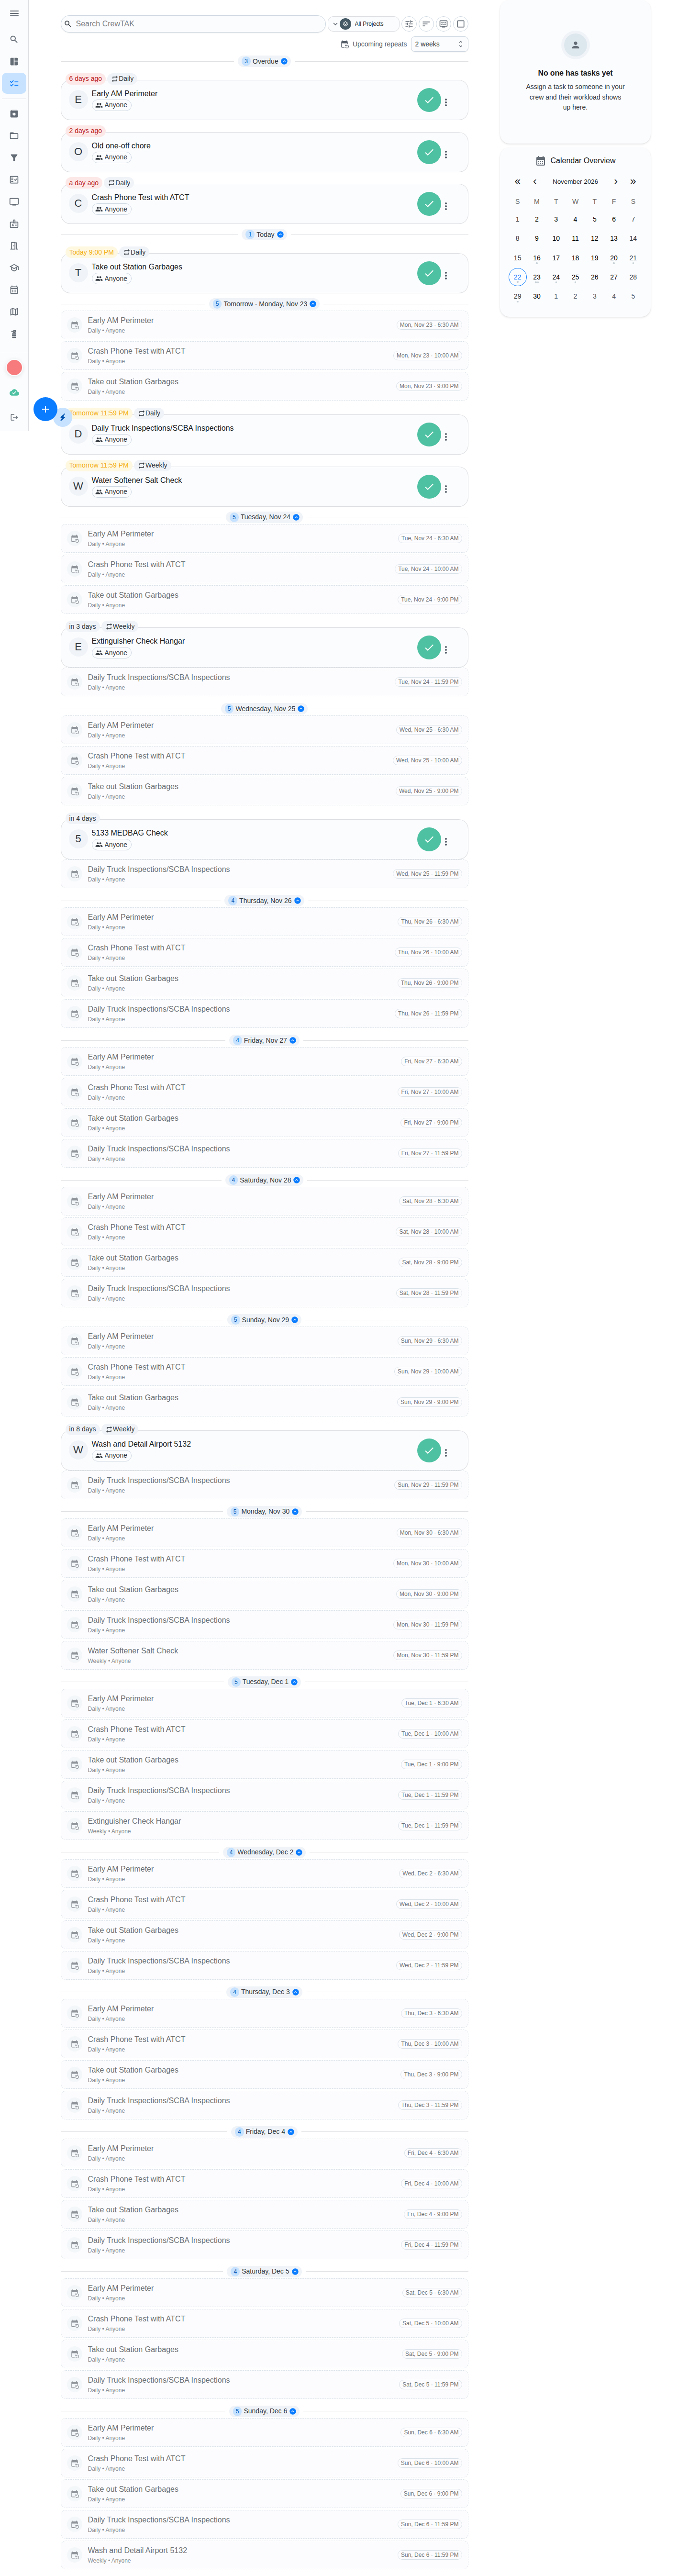 Search CrewTAK
All Projects
Upcoming repeats
2 weeks
3 Overdue
6 days ago Daily
E Early AM Perimeter
Anyone
2 days ago
O Old one-off chore
Anyone
a day ago Daily
C Crash Phone Test with ATCT
Anyone
1 Today
Today 9:00 PM Daily
T Take out Station Garbages
Anyone
5 Tomorrow · Monday, Nov 23
Early AM Perimeter
Daily • Anyone
Mon, Nov 23 · 6:30 AM
Crash Phone Test with ATCT
Daily • Anyone
Mon, Nov 23 · 10:00 AM
Take out Station Garbages
Daily • Anyone
Mon, Nov 23 · 9:00 PM
Tomorrow 11:59 PM Daily
D Daily Truck Inspections/SCBA Inspections
Anyone
Tomorrow 11:59 PM Weekly
W Water Softener Salt Check
Anyone
5 Tuesday, Nov 24
Early AM Perimeter
Daily • Anyone
Tue, Nov 24 · 6:30 AM
Crash Phone Test with ATCT
Daily • Anyone
Tue, Nov 24 · 10:00 AM
Take out Station Garbages
Daily • Anyone
Tue, Nov 24 · 9:00 PM
in 3 days Weekly
E Extinguisher Check Hangar
Anyone
Daily Truck Inspections/SCBA Inspections
Daily • Anyone
Tue, Nov 24 · 11:59 PM
5 Wednesday, Nov 25
Early AM Perimeter
Daily • Anyone
Wed, Nov 25 · 6:30 AM
Crash Phone Test with ATCT
Daily • Anyone
Wed, Nov 25 · 10:00 AM
Take out Station Garbages
Daily • Anyone
Wed, Nov 25 · 9:00 PM
in 4 days
5 5133 MEDBAG Check
Anyone
Daily Truck Inspections/SCBA Inspections
Daily • Anyone
Wed, Nov 25 · 11:59 PM
4 Thursday, Nov 26
Early AM Perimeter
Daily • Anyone
Thu, Nov 26 · 6:30 AM
Crash Phone Test with ATCT
Daily • Anyone
Thu, Nov 26 · 10:00 AM
Take out Station Garbages
Daily • Anyone
Thu, Nov 26 · 9:00 PM
Daily Truck Inspections/SCBA Inspections
Daily • Anyone
Thu, Nov 26 · 11:59 PM
4 Friday, Nov 27
Early AM Perimeter
Daily • Anyone
Fri, Nov 27 · 6:30 AM
Crash Phone Test with ATCT
Daily • Anyone
Fri, Nov 27 · 10:00 AM
Take out Station Garbages
Daily • Anyone
Fri, Nov 27 · 9:00 PM
Daily Truck Inspections/SCBA Inspections
Daily • Anyone
Fri, Nov 27 · 11:59 PM
4 Saturday, Nov 28
Early AM Perimeter
Daily • Anyone
Sat, Nov 28 · 6:30 AM
Crash Phone Test with ATCT
Daily • Anyone
Sat, Nov 28 · 10:00 AM
Take out Station Garbages
Daily • Anyone
Sat, Nov 28 · 9:00 PM
Daily Truck Inspections/SCBA Inspections
Daily • Anyone
Sat, Nov 28 · 11:59 PM
5 Sunday, Nov 29
Early AM Perimeter
Daily • Anyone
Sun, Nov 29 · 6:30 AM
Crash Phone Test with ATCT
Daily • Anyone
Sun, Nov 29 · 10:00 AM
Take out Station Garbages
Daily • Anyone
Sun, Nov 29 · 9:00 PM
in 8 days Weekly
W Wash and Detail Airport 5132
Anyone
Daily Truck Inspections/SCBA Inspections
Daily • Anyone
Sun, Nov 29 · 11:59 PM
5 Monday, Nov 30
Early AM Perimeter
Daily • Anyone
Mon, Nov 30 · 6:30 AM
Crash Phone Test with ATCT
Daily • Anyone
Mon, Nov 30 · 10:00 AM
Take out Station Garbages
Daily • Anyone
Mon, Nov 30 · 9:00 PM
Daily Truck Inspections/SCBA Inspections
Daily • Anyone
Mon, Nov 30 · 11:59 PM
Water Softener Salt Check
Weekly • Anyone
Mon, Nov 30 · 11:59 PM
5 Tuesday, Dec 1
Early AM Perimeter
Daily • Anyone
Tue, Dec 1 · 6:30 AM
Crash Phone Test with ATCT
Daily • Anyone
Tue, Dec 1 · 10:00 AM
Take out Station Garbages
Daily • Anyone
Tue, Dec 1 · 9:00 PM
Daily Truck Inspections/SCBA Inspections
Daily • Anyone
Tue, Dec 1 · 11:59 PM
Extinguisher Check Hangar
Weekly • Anyone
Tue, Dec 1 · 11:59 PM
4 Wednesday, Dec 2
Early AM Perimeter
Daily • Anyone
Wed, Dec 2 · 6:30 AM
Crash Phone Test with ATCT
Daily • Anyone
Wed, Dec 2 · 10:00 AM
Take out Station Garbages
Daily • Anyone
Wed, Dec 2 · 9:00 PM
Daily Truck Inspections/SCBA Inspections
Daily • Anyone
Wed, Dec 2 · 11:59 PM
4 Thursday, Dec 3
Early AM Perimeter
Daily • Anyone
Thu, Dec 3 · 6:30 AM
Crash Phone Test with ATCT
Daily • Anyone
Thu, Dec 3 · 10:00 AM
Take out Station Garbages
Daily • Anyone
Thu, Dec 3 · 9:00 PM
Daily Truck Inspections/SCBA Inspections
Daily • Anyone
Thu, Dec 3 · 11:59 PM
4 Friday, Dec 4
Early AM Perimeter
Daily • Anyone
Fri, Dec 4 · 6:30 AM
Crash Phone Test with ATCT
Daily • Anyone
Fri, Dec 4 · 10:00 AM
Take out Station Garbages
Daily • Anyone
Fri, Dec 4 · 9:00 PM
Daily Truck Inspections/SCBA Inspections
Daily • Anyone
Fri, Dec 4 · 11:59 PM
4 Saturday, Dec 5
Early AM Perimeter
Daily • Anyone
Sat, Dec 5 · 6:30 AM
Crash Phone Test with ATCT
Daily • Anyone
Sat, Dec 5 · 10:00 AM
Take out Station Garbages
Daily • Anyone
Sat, Dec 5 · 9:00 PM
Daily Truck Inspections/SCBA Inspections
Daily • Anyone
Sat, Dec 5 · 11:59 PM
5 Sunday, Dec 6
Early AM Perimeter
Daily • Anyone
Sun, Dec 6 · 6:30 AM
Crash Phone Test with ATCT
Daily • Anyone
Sun, Dec 6 · 10:00 AM
Take out Station Garbages
Daily • Anyone
Sun, Dec 6 · 9:00 PM
Daily Truck Inspections/SCBA Inspections
Daily • Anyone
Sun, Dec 6 · 11:59 PM
Wash and Detail Airport 5132
Weekly • Anyone
Sun, Dec 6 · 11:59 PM
No one has tasks yet
Assign a task to someone in your
crew and their workload shows
up here.
Calendar Overview
November 2026
S M T W T F S
1 2 3 4 5 6 7
8 9 10 11 12 13 14
15 16 17 18 19 20 21
22 23 24 25 26 27 28
29 30 1 2 3 4 5